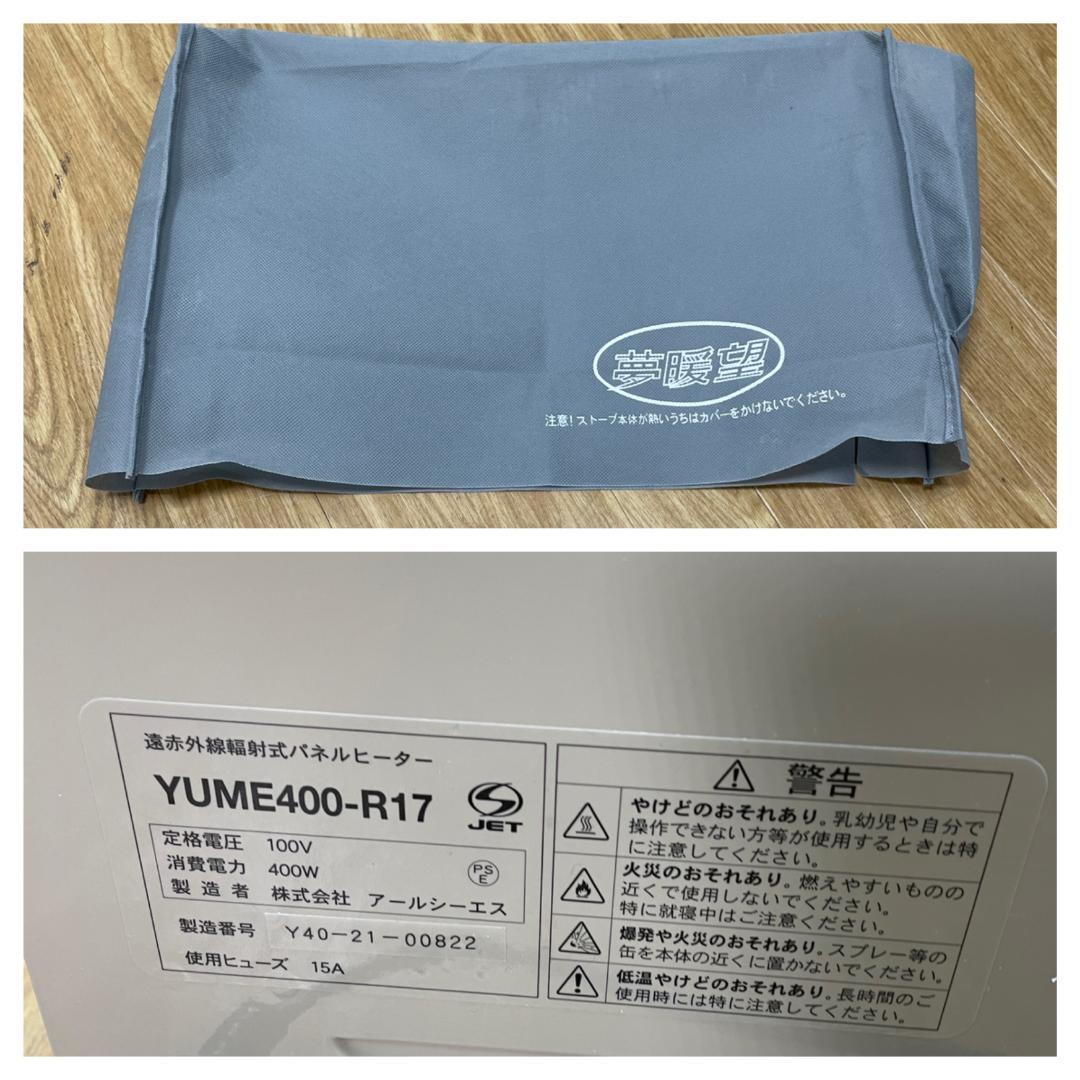 夢暖望
注意!ストーブ本体が熱いうちはカバーをかけないでください。
遠赤外線輻射式パネルヒーター
YUME400-R17
JET
定格電圧 100V
消費電力 400W
PS
E
製造者 株式会社 アールシーエス
製造番号 Y40-21-00822
使用ヒューズ 15A
警告
やけどのおそれあり。乳幼児や自分で
操作できない方等が使用するときは特
に注意してください。
火災のおそれあり。燃えやすいものの
近くで使用しないでください。
特に就寝中はご注意ください。
爆発や火災のおそれあり。スプレー等の
缶を本体の近くに置かないでください。
低温やけどのおそれあり。長時間のご
使用時には特に注意してください。